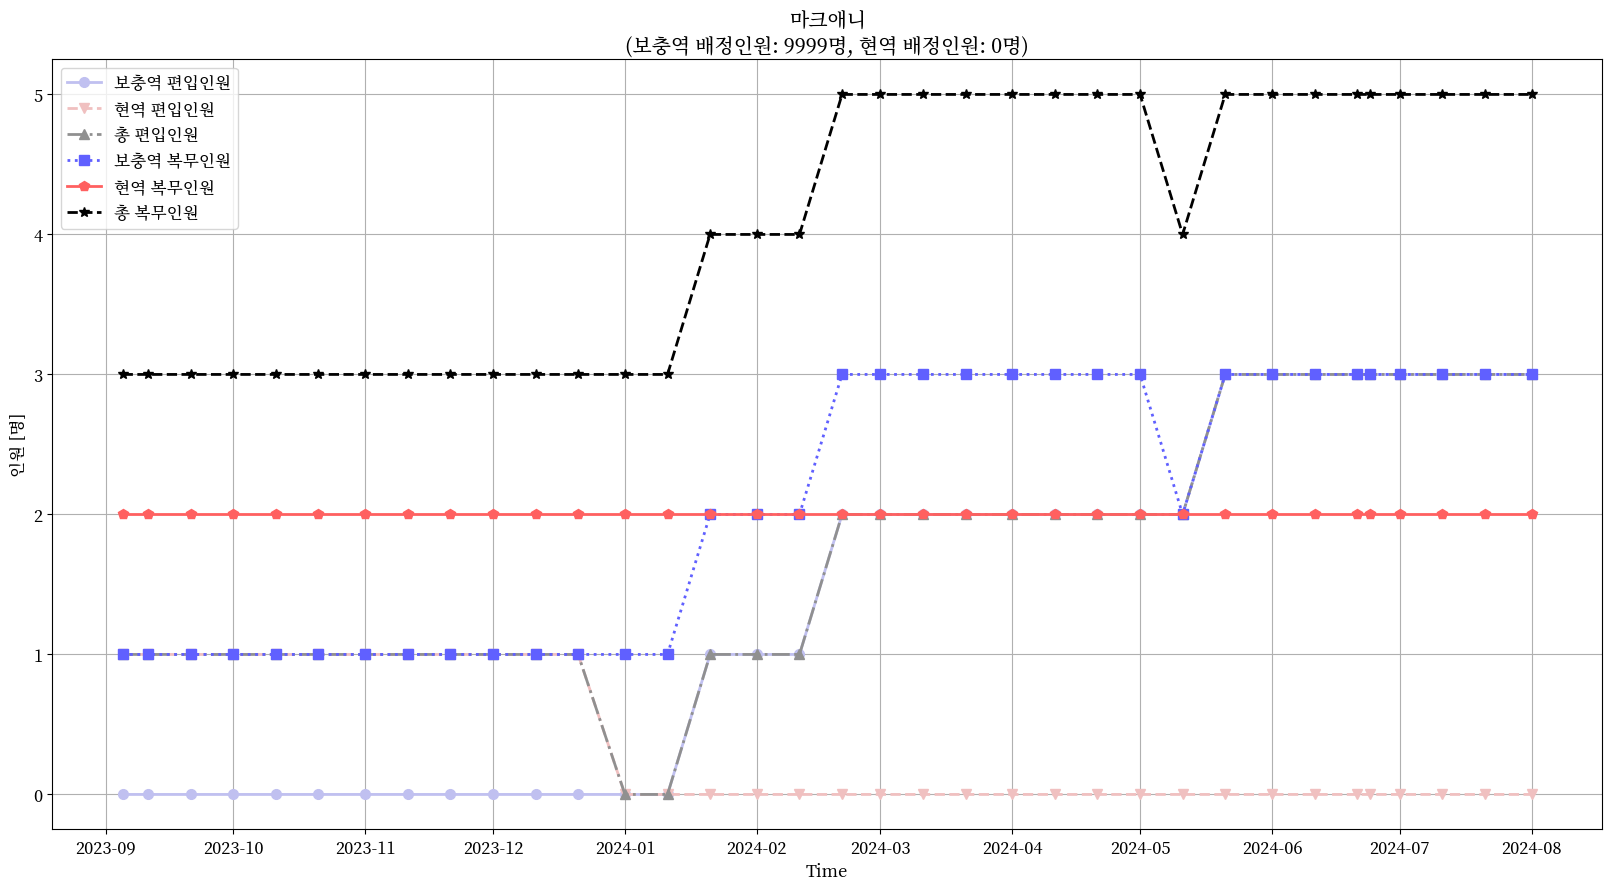 마크애니
(보충역 배정인원: 9999명, 현역 배정인원: 0명)
보충역 편입인원
현역 편입인원
총 편입인원
보충역 복무인원
현역 복무인원
총 복무인원
5
4
3
2
1
0
인원 [명]
2023-09
2023-10
2023-11
2023-12
2024-01
2024-02
2024-03
2024-04
2024-05
2024-06
2024-07
2024-08
Time